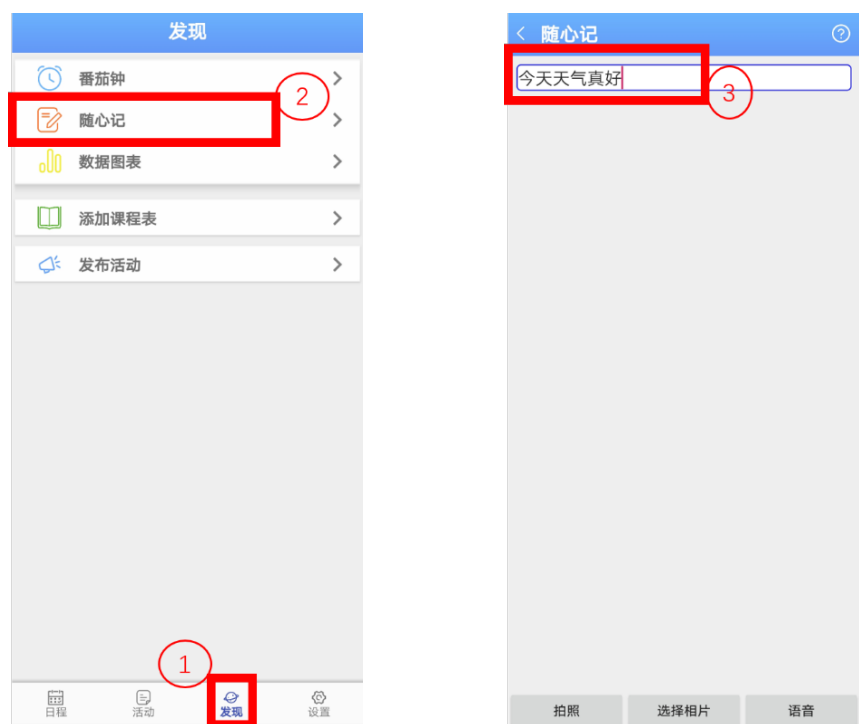 发现
番茄钟
2
随心记
数据图表
添加课程表
发布活动
1
日程
活动
发现
设置
随心记
今天天气真好
3
拍照
选择相片
语音